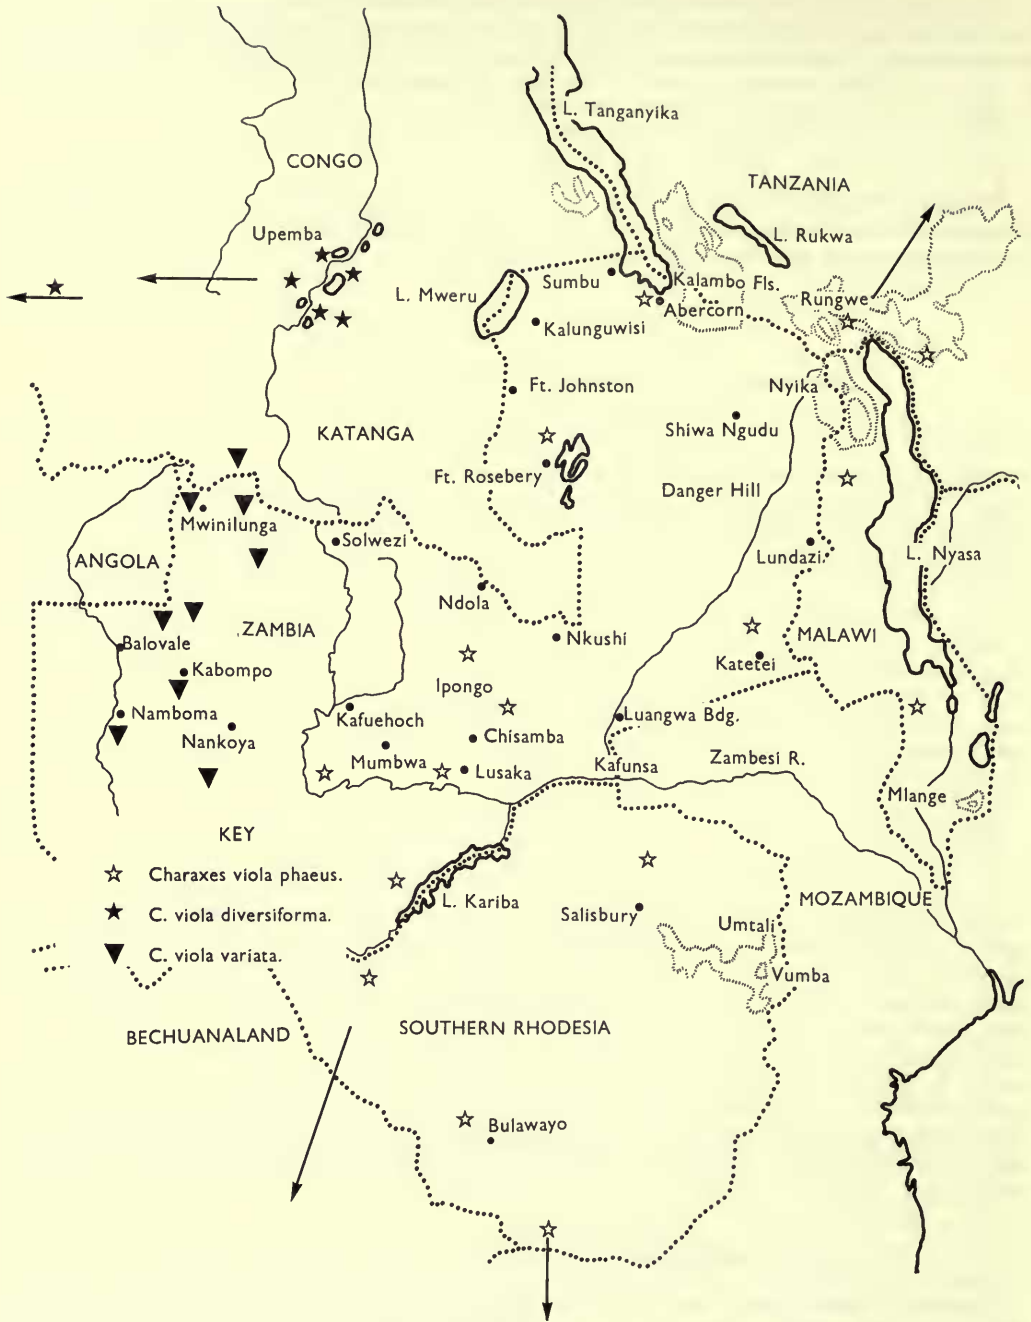 L. Tanganyika
CONGO
TANZANIA
Upemba
L. Rukwa
Sumbu
Kalambo Fls.
L. Mweru
Abercorn
Rungwe
Kalunguwisi
Nyika
Ft. Johnston
Shiwa Ngudu
KATANGA
Ft. Rosebery
Danger Hill
Mwinilunga
Solwezi
ANGOLA
Lundazi.
L. Nyasa
Ndola
ZAMBIA
Nkushi
MALAWI
Balovale
Katetei
Kabompo
Ipongo
Namboma
Kafuehoch
Luangwa Bdg.
Nankoya
Chisamba
Mumbwa
Lusaka
Kafunsa
Zambesi R.
Mlange
KEY
Charaxes viola phaeus.
C. viola diversiforma.
C. viola variata.
L. Kariba
MOZAMBIQUE
Salisbury
Umtali
Vumba
BECHUANALAND
SOUTHERN RHODESIA
Bulawayo